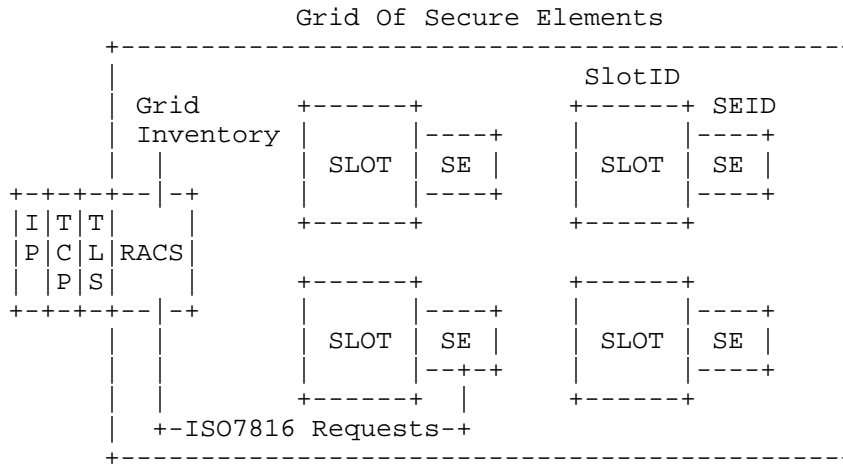 Grid Of Secure Elements
+----------------------------------------------
|                              SlotID
| Grid       +------+          +------+ SEID
| Inventory |      |----+     |      |----+
|  |         | SLOT | SE |     | SLOT | SE |
+-+-+-+--|-+ |      |----+     |      |----+
|I|T|T|    | +------+          +------+
|P|C|L|RACS|
| |P|S|    | +------+          +------+
+-+-+-+--|-+ |      |----+     |      |----+
|  |         | SLOT | SE |     | SLOT | SE |
|  |         |      |--+-+     |      |----+
|  |         +------+  |       +------+
|  +-ISO7816 Requests-+
+----------------------------------------------